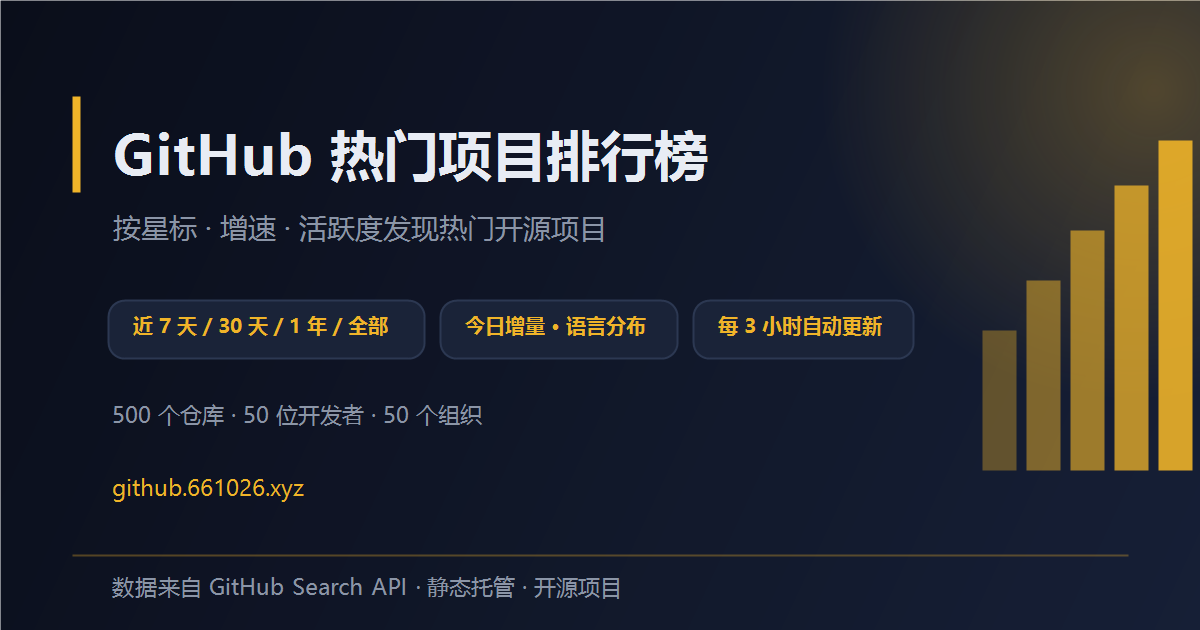 GitHub 热门项目排行榜
按星标 · 增速 · 活跃度发现热门开源项目
近 7 天 / 30 天 / 1 年 / 全部
今日增量 • 语言分布
每 3 小时自动更新
500 个仓库 · 50 位开发者 · 50 个组织
github.661026.xyz
数据来自 GitHub Search API · 静态托管 · 开源项目